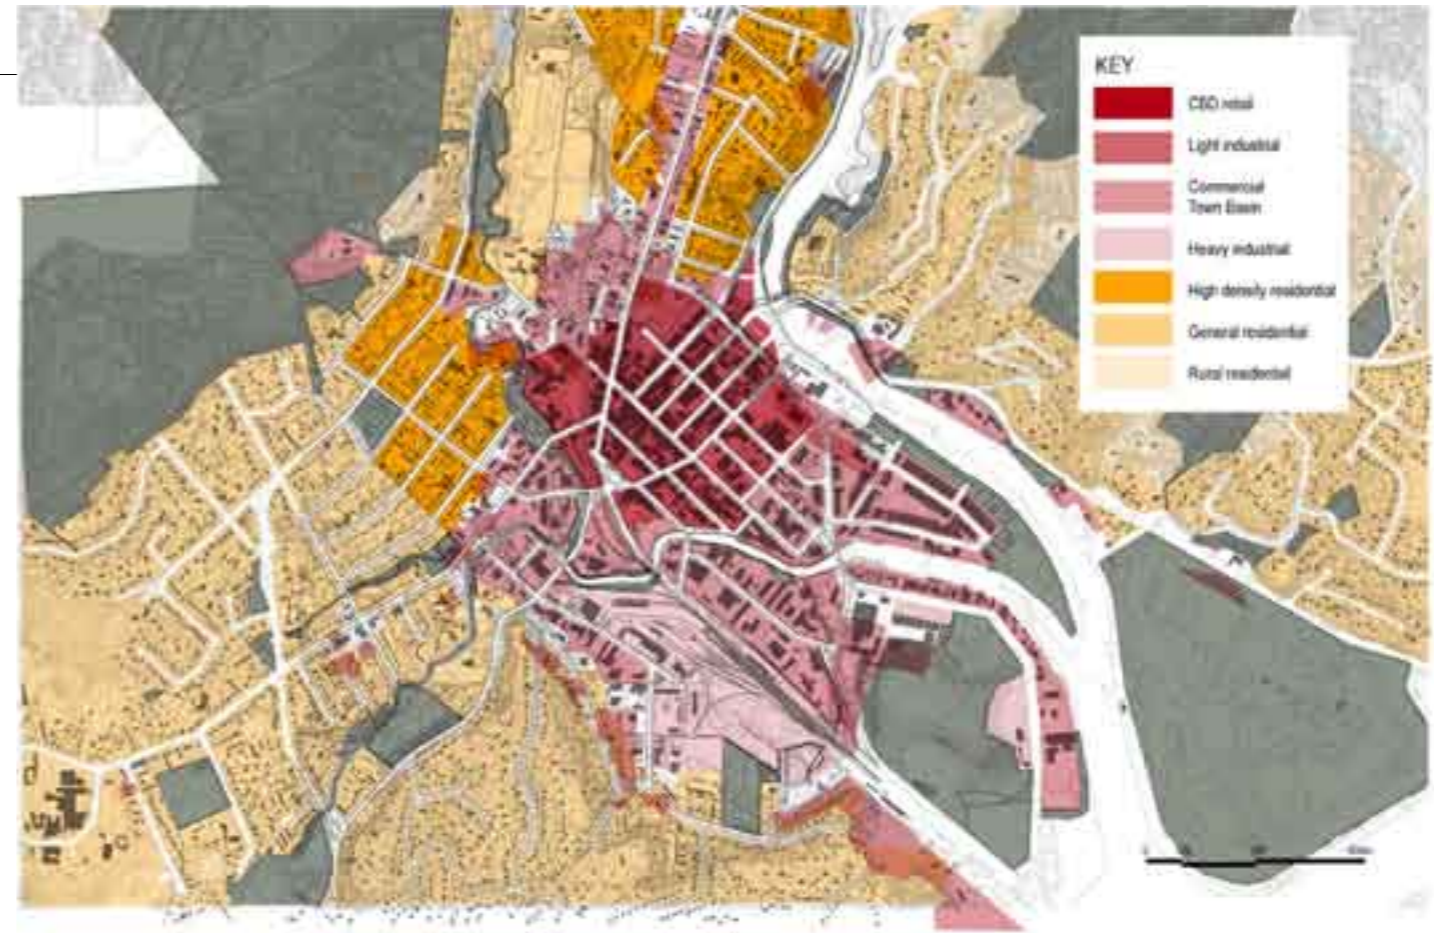 KEY
CBD retail
Light industrial
Commercial
Town Basin
Heavy industrial
High density residential
General residential
Rural residential